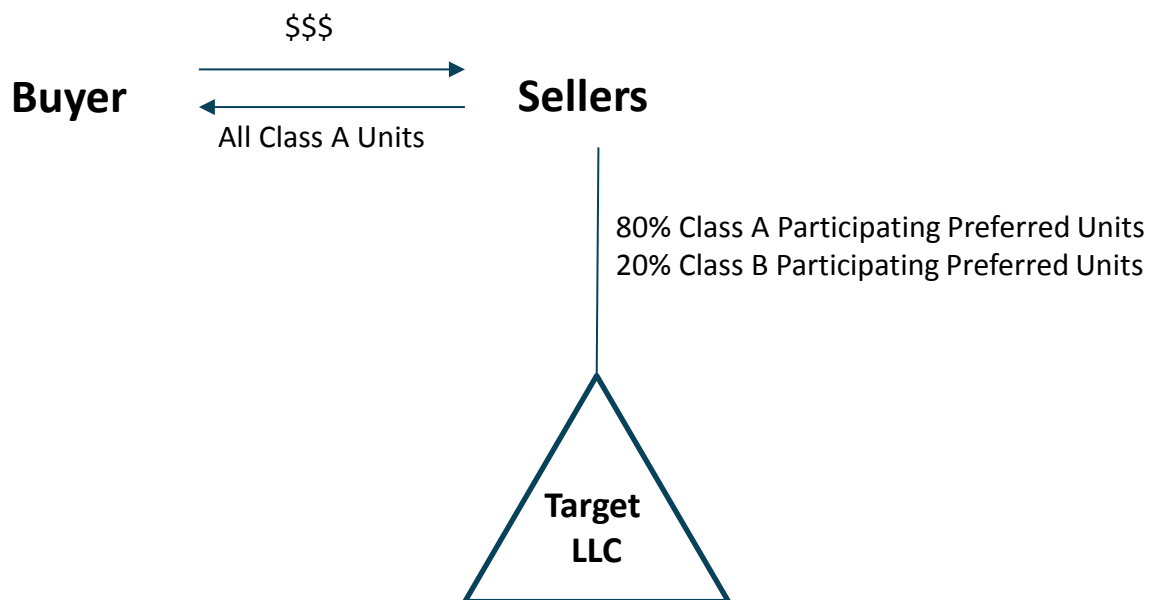 $$$
Buyer
Sellers
All Class A Units
80% Class A Participating Preferred Units
20% Class B Participating Preferred Units
Target
LLC